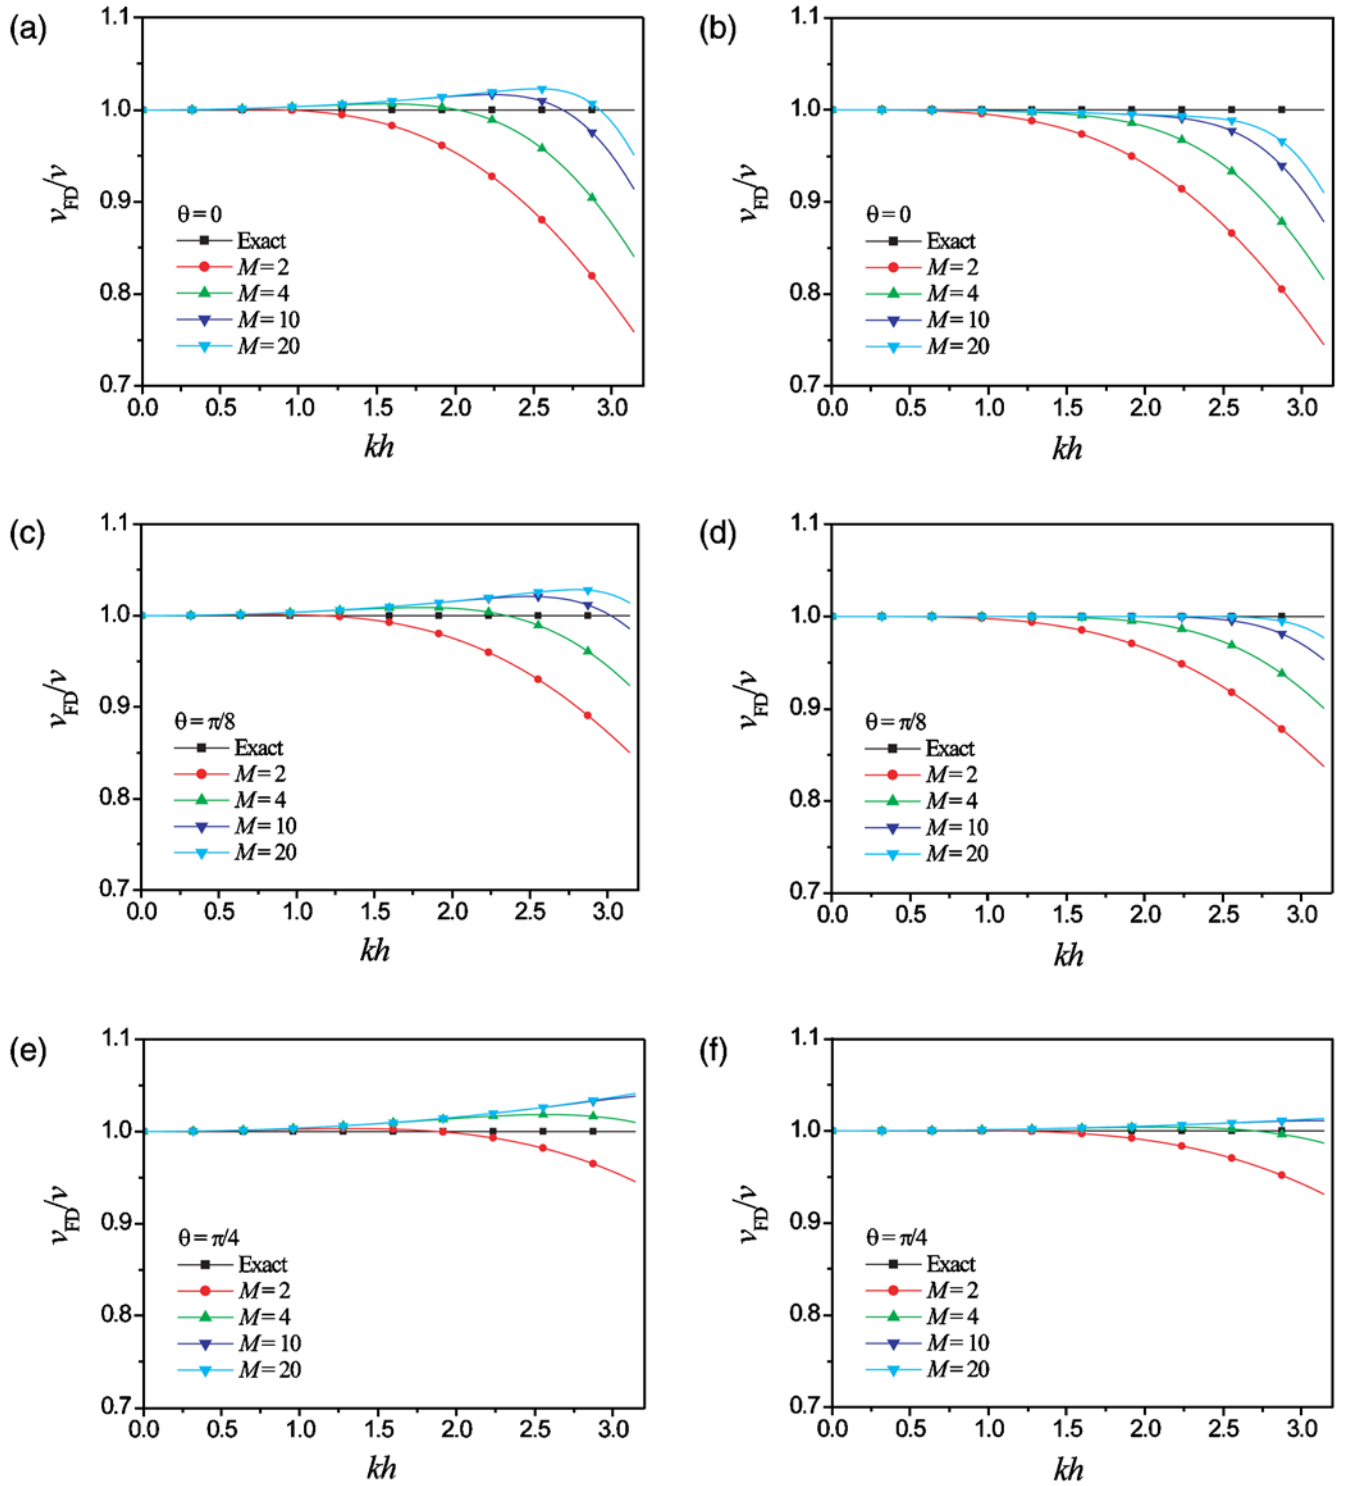 (a)
1.1
1.0
0.9
0.8
0.7
v_FD/v
θ = 0
Exact
M = 2
M = 4
M = 10
M = 20
0.0 0.5 1.0 1.5 2.0 2.5 3.0
kh
(b)
1.1
1.0
0.9
0.8
0.7
v_FD/v
θ = 0
Exact
M = 2
M = 4
M = 10
M = 20
0.0 0.5 1.0 1.5 2.0 2.5 3.0
kh
(c)
1.1
1.0
0.9
0.8
0.7
v_FD/v
θ = π/8
Exact
M = 2
M = 4
M = 10
M = 20
0.0 0.5 1.0 1.5 2.0 2.5 3.0
kh
(d)
1.1
1.0
0.9
0.8
0.7
v_FD/v
θ = π/8
Exact
M = 2
M = 4
M = 10
M = 20
0.0 0.5 1.0 1.5 2.0 2.5 3.0
kh
(e)
1.1
1.0
0.9
0.8
0.7
v_FD/v
θ = π/4
Exact
M = 2
M = 4
M = 10
M = 20
0.0 0.5 1.0 1.5 2.0 2.5 3.0
kh
(f)
1.1
1.0
0.9
0.8
0.7
v_FD/v
θ = π/4
Exact
M = 2
M = 4
M = 10
M = 20
0.0 0.5 1.0 1.5 2.0 2.5 3.0
kh